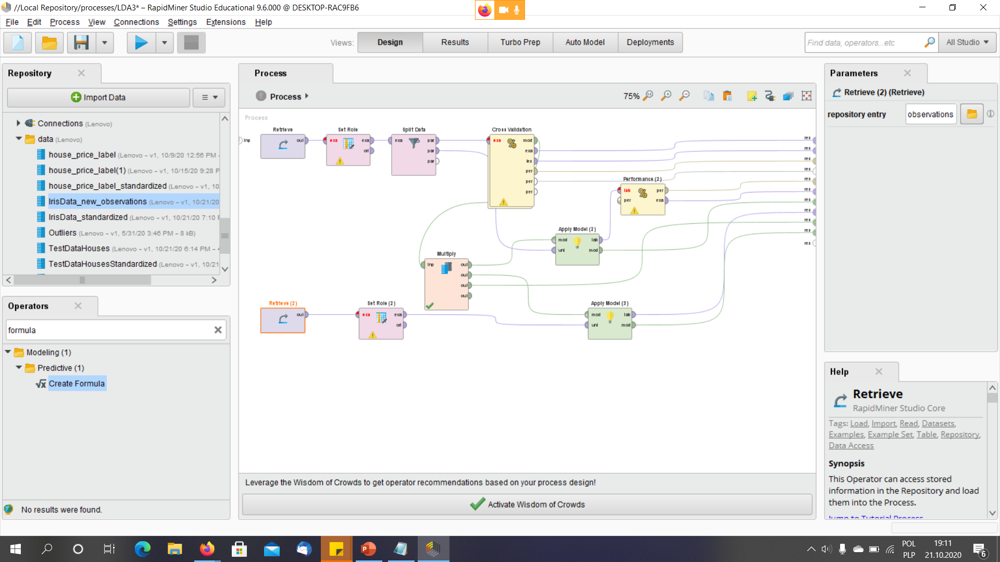 //Local Repository/processes/LDA3* – RapidMiner Studio Educational 9.6.000 @ DESKTOP-RAC9FB6
File Edit Process View Connections Settings Extensions Help
Views: Design Results Turbo Prep Auto Model Deployments
Find data, operators...etc
All Studio
Repository
Import Data
Connections (Lenovo)
data (Lenovo)
house_price_label (Lenovo – v1, 10/9/20 12:56 PM -
house_price_label(1) (Lenovo – v1, 10/15/20 9:28 P
house_price_label_standardized (Lenovo – v1, 10
IrisData_new_observations (Lenovo – v1, 10/21/20
IrisData_standardized (Lenovo – v1, 10/21/20 7:10 P
Outliers (Lenovo – v1, 5/31/20 3:46 PM – 8 kB)
TestDataHouses (Lenovo – v1, 10/21/20 6:14 PM – 4
TestDataHousesStandardized (Lenovo – v1, 10/21
Operators
formula
Modeling (1)
Predictive (1)
Create Formula
No results were found.
Process
Process
75%
Process
inp
Retrieve
out
Set Role
exa exa
ori
Split Data
exa par
par
par
Cross Validation
exa mod
exa
tes
per
per
per
Performance (2)
lab per
per exa
Apply Model (2)
mod lab
unl mod
Multiply
inp out
out
out
out
Retrieve (2)
out
Set Role (2)
exa exa
ori
Apply Model (3)
mod lab
unl mod
res
res
res
res
res
res
res
res
res
res
res
Leverage the Wisdom of Crowds to get operator recommendations based on your process design!
Activate Wisdom of Crowds
Parameters
Retrieve (2) (Retrieve)
repository entry
observations
Help
Retrieve
RapidMiner Studio Core
Tags: Load, Import, Read, Datasets,
Examples, Example Set, Table, Repository,
Data Access
Synopsis
This Operator can access stored
information in the Repository and load
them into the Process.
Jump to Tutorial Process
POL
PLP
19:11
21.10.2020
6